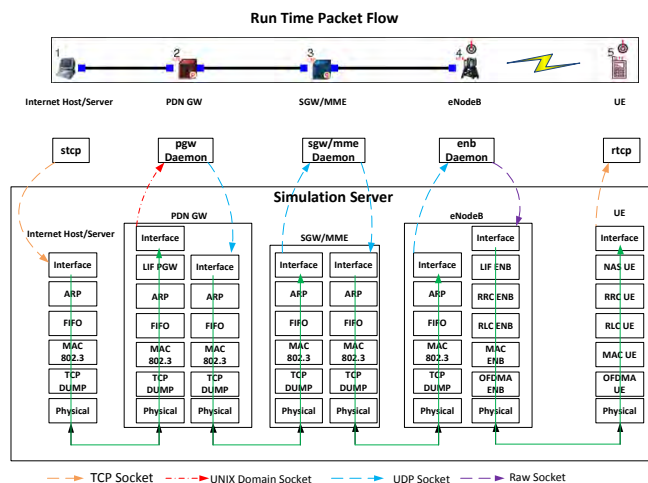 Run Time Packet Flow
1 2 3 4 5
Internet Host/Server PDN GW SGW/MME eNodeB UE
stcp
pgw
Daemon
sgw/mme
Daemon
enb
Daemon
rtcp
Simulation Server
Internet Host/Server
Interface
ARP
FIFO
MAC
802.3
TCP
DUMP
Physical
PDN GW
Interface
LIF PGW
ARP
FIFO
MAC
802.3
TCP
DUMP
Physical
Interface
ARP
FIFO
MAC
802.3
TCP
DUMP
Physical
SGW/MME
Interface
ARP
FIFO
MAC
802.3
TCP
DUMP
Physical
Interface
ARP
FIFO
MAC
802.3
TCP
DUMP
Physical
eNodeB
Interface
ARP
FIFO
MAC
802.3
TCP
DUMP
Physical
Interface
LIF ENB
RRC ENB
RLC ENB
MAC
ENB
OFDMA
ENB
Physical
UE
Interface
NAS UE
RRC UE
RLC UE
MAC UE
OFDMA
UE
Physical
TCP Socket UNIX Domain Socket UDP Socket Raw Socket